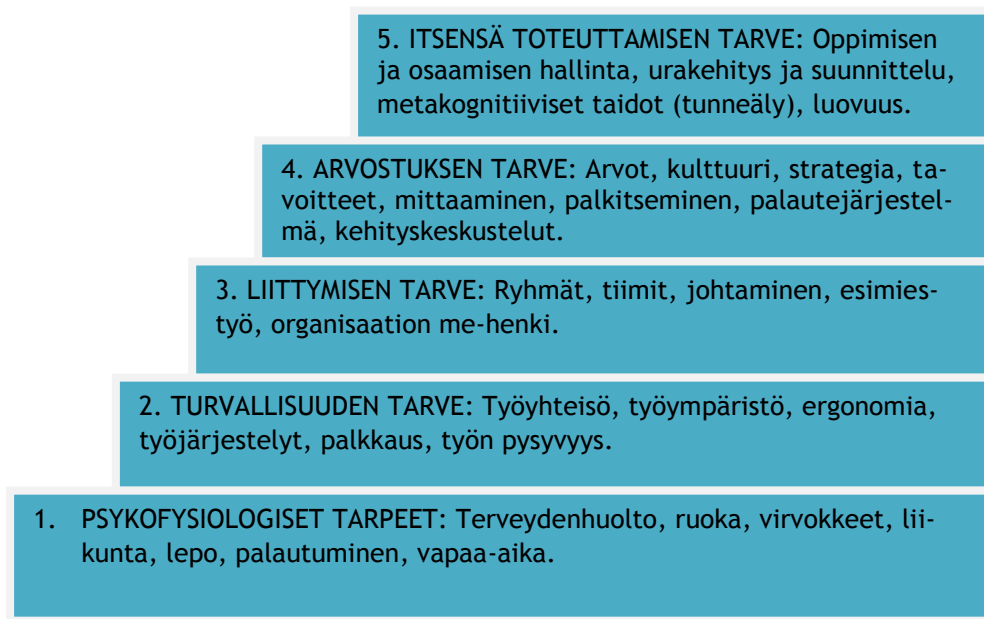 5. ITSENSÄ TOTEUTTAMISEN TARVE: Oppimisen
ja osaamisen hallinta, urakehitys ja suunnittelu,
metakognitiiviset taidot (tunneäly), luovuus.
4. ARVOSTUKSEN TARVE: Arvot, kulttuuri, strategia, ta-
voitteet, mittaaminen, palkitseminen, palautejärjestel-
mä, kehityskeskustelut.
3. LIITTYMISEN TARVE: Ryhmät, tiimit, johtaminen, esimies-
työ, organisaation me-henki.
2. TURVALLISUUDEN TARVE: Työyhteisö, työympäristö, ergonomia,
työjärjestelyt, palkkaus, työn pysyvyys.
1. PSYKOFYSIOLOGISET TARPEET: Terveydenhuolto, ruoka, virvokkeet, lii-
kunta, lepo, palautuminen, vapaa-aika.